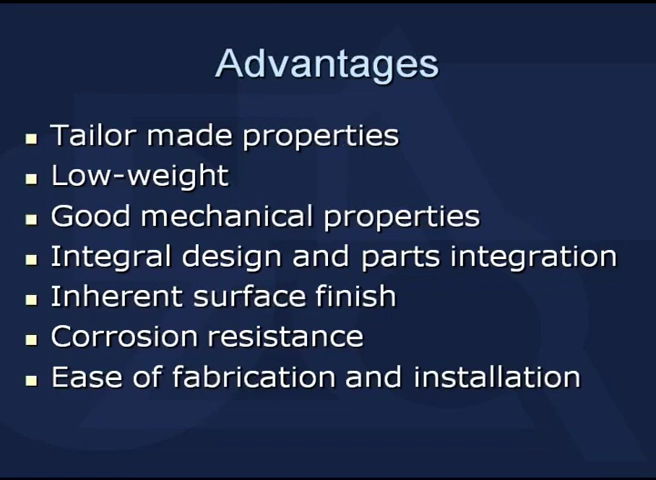 Advantages
Tailor made properties
Low-weight
Good mechanical properties
Integral design and parts integration
Inherent surface finish
Corrosion resistance
Ease of fabrication and installation